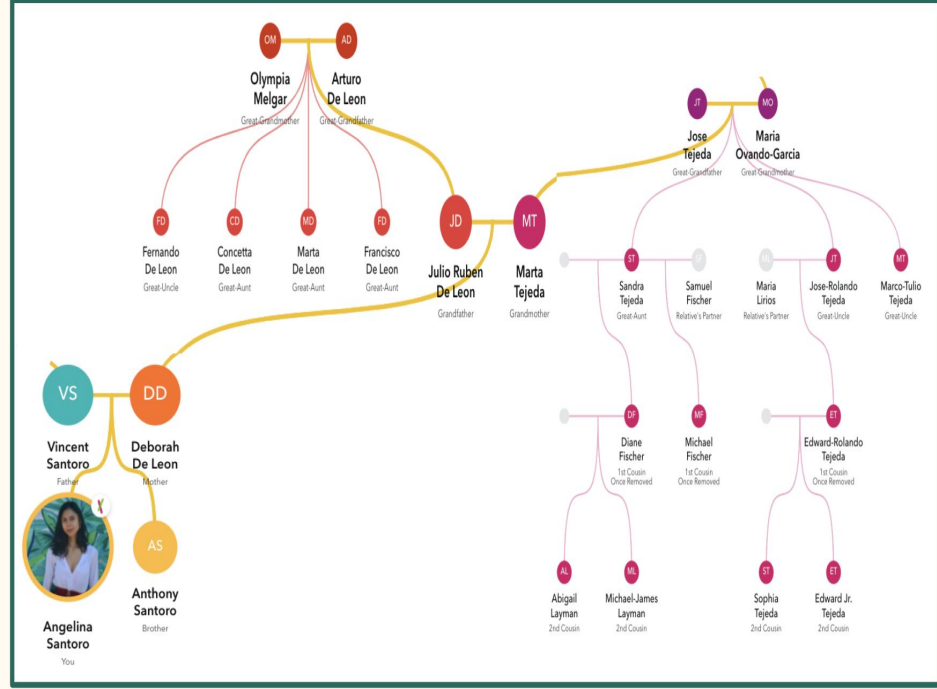 OM
AD
Olympia
Melgar
Great-Grandmother
Arturo
De Leon
Great-Grandfather
JT
MO
Jose
Tejeda
Great-Grandfather
Maria
Ovando-Garcia
Great-Grandmother
FD
CD
MD
FD
JD
MT
Fernando
De Leon
Great-Uncle
Concetta
De Leon
Great-Aunt
Marta
De Leon
Great-Aunt
Francisco
De Leon
Great-Aunt
Julio Ruben
De Leon
Grandfather
Marta
Tejeda
Grandmother
ST
SF
ML
JT
MT
Sandra
Tejeda
Great-Aunt
Samuel
Fischer
Relative's Partner
Maria
Lirios
Relative's Partner
Jose-Rolando
Tejeda
Great-Uncle
Marco-Tulio
Tejeda
Great-Uncle
VS
DD
Vincent
Santoro
Father
Deborah
De Leon
Mother
DF
MF
ET
Diane
Fischer
1st Cousin
Once Removed
Michael
Fischer
1st Cousin
Once Removed
Edward-Rolando
Tejeda
1st Cousin
Once Removed
AS
Angelina
Santoro
You
Anthony
Santoro
Brother
AL
ML
ST
ET
Abigail
Layman
2nd Cousin
Michael-James
Layman
2nd Cousin
Sophia
Tejeda
2nd Cousin
Edward Jr.
Tejeda
2nd Cousin